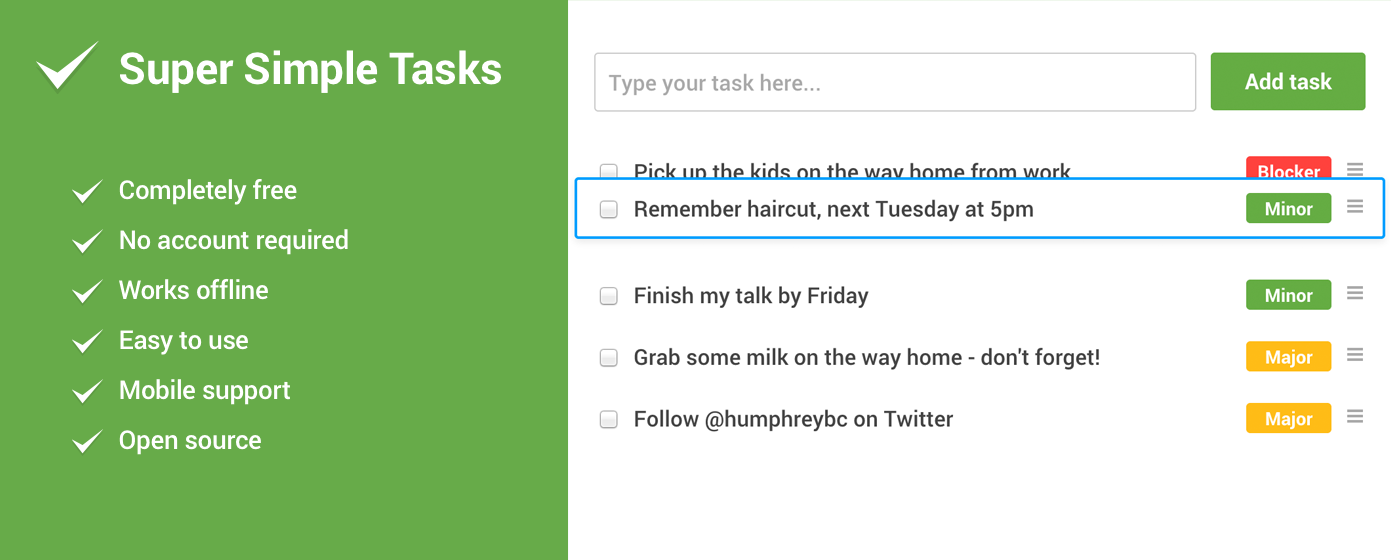 Super Simple Tasks
Completely free
No account required
Works offline
Easy to use
Mobile support
Open source
Type your task here...
Add task
Pick up the kids on the way home from work
Blocker
Remember haircut, next Tuesday at 5pm
Minor
Finish my talk by Friday
Minor
Grab some milk on the way home - don't forget!
Major
Follow @humphreybc on Twitter
Major